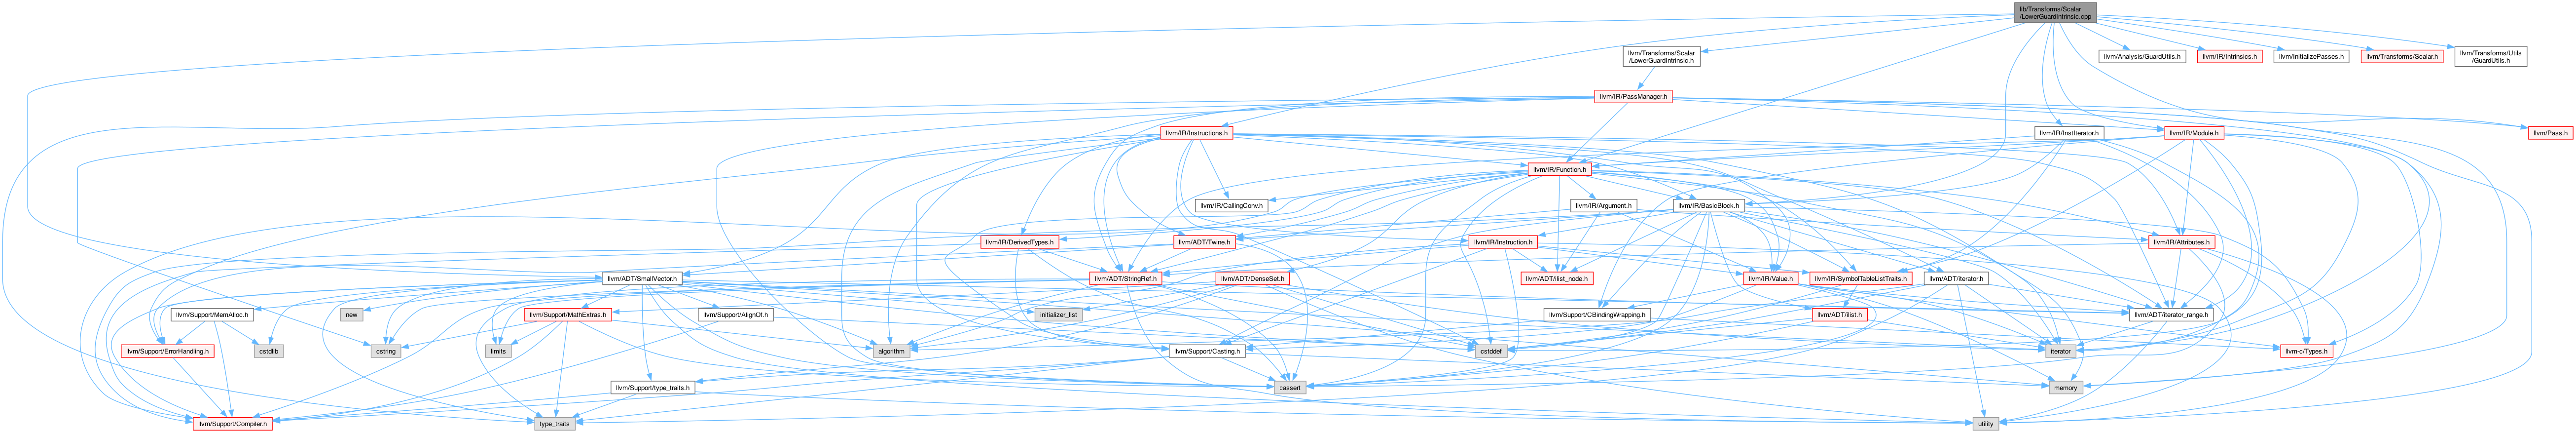 lib/Transforms/Scalar
/LowerGuardIntrinsic.cpp
llvm/Transforms/Scalar
/LowerGuardIntrinsic.h
llvm/Analysis/GuardUtils.h
llvm/IR/Intrinsics.h
llvm/InitializePasses.h
llvm/Transforms/Scalar.h
llvm/Transforms/Utils
/GuardUtils.h
llvm/IR/PassManager.h
llvm/IR/Instructions.h
llvm/IR/InstIterator.h
llvm/IR/Module.h
llvm/Pass.h
llvm/IR/Function.h
llvm/IR/CallingConv.h
llvm/IR/Argument.h
llvm/IR/BasicBlock.h
llvm/IR/DerivedTypes.h
llvm/ADT/Twine.h
llvm/IR/Instruction.h
llvm/IR/Attributes.h
llvm/ADT/SmallVector.h
llvm/ADT/StringRef.h
llvm/ADT/DenseSet.h
llvm/ADT/ilist_node.h
llvm/IR/Value.h
llvm/IR/SymbolTableListTraits.h
llvm/ADT/iterator.h
llvm/Support/MemAlloc.h
new
llvm/Support/MathExtras.h
llvm/Support/AlignOf.h
initializer_list
llvm/Support/CBindingWrapping.h
llvm/ADT/ilist.h
llvm/ADT/iterator_range.h
llvm/Support/ErrorHandling.h
cstdlib
cstring
limits
algorithm
llvm/Support/Casting.h
cstddef
iterator
llvm-c/Types.h
llvm/Support/type_traits.h
cassert
memory
llvm/Support/Compiler.h
type_traits
utility